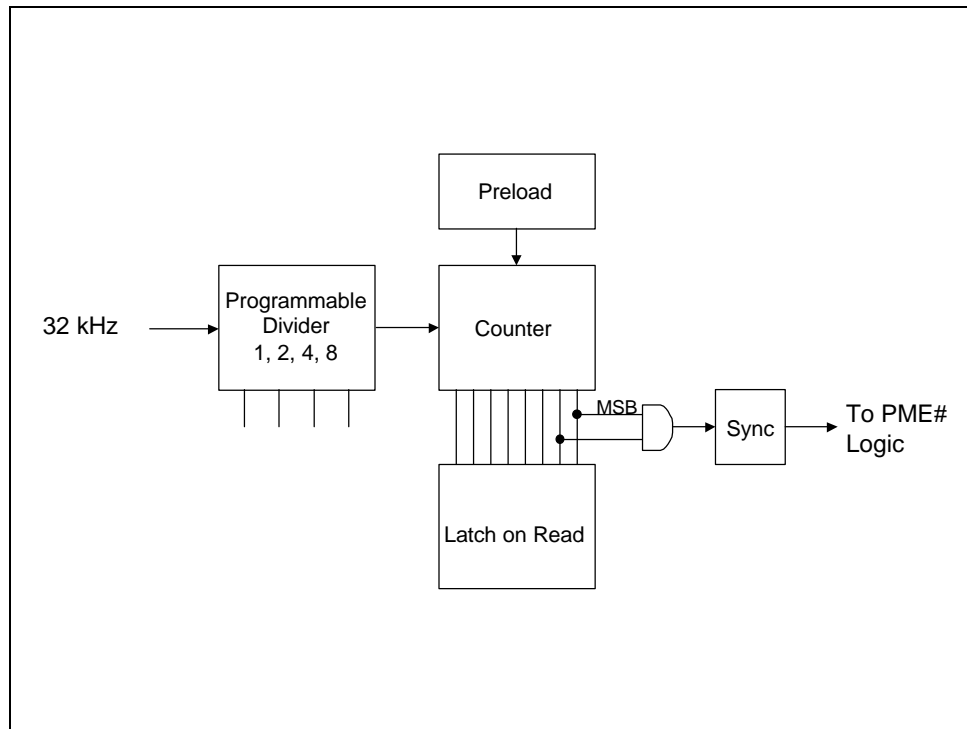 Preload
Programmable
Divider
1, 2, 4, 8
32 kHz
Counter
MSB
Sync
To PME#
Logic
Latch on Read